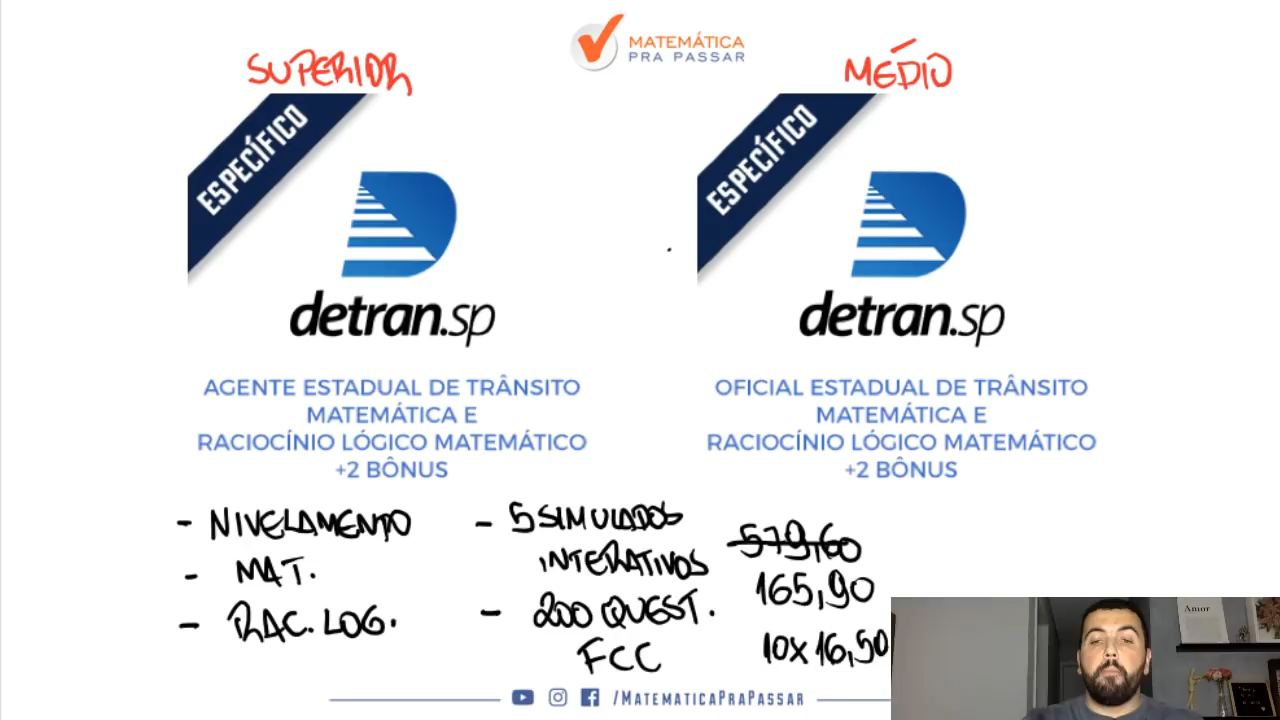 MATEMÁTICA
PRA PASSAR
SUPERIOR
MÉDIO
ESPECÍFICO
detran.sp
AGENTE ESTADUAL DE TRÂNSITO
MATEMÁTICA E
RACIOCÍNIO LÓGICO MATEMÁTICO
+2 BÔNUS
ESPECÍFICO
detran.sp
OFICIAL ESTADUAL DE TRÂNSITO
MATEMÁTICA E
RACIOCÍNIO LÓGICO MATEMÁTICO
+2 BÔNUS
- NIVELAMENTO
- MAT.
- RAC. LOG.
- 5 SIMULADOS
INTERATIVOS
- 200 QUEST.
FCC
579,60
165,90
10x16,50
Amor
/MATEMATICAPRAPASSAR